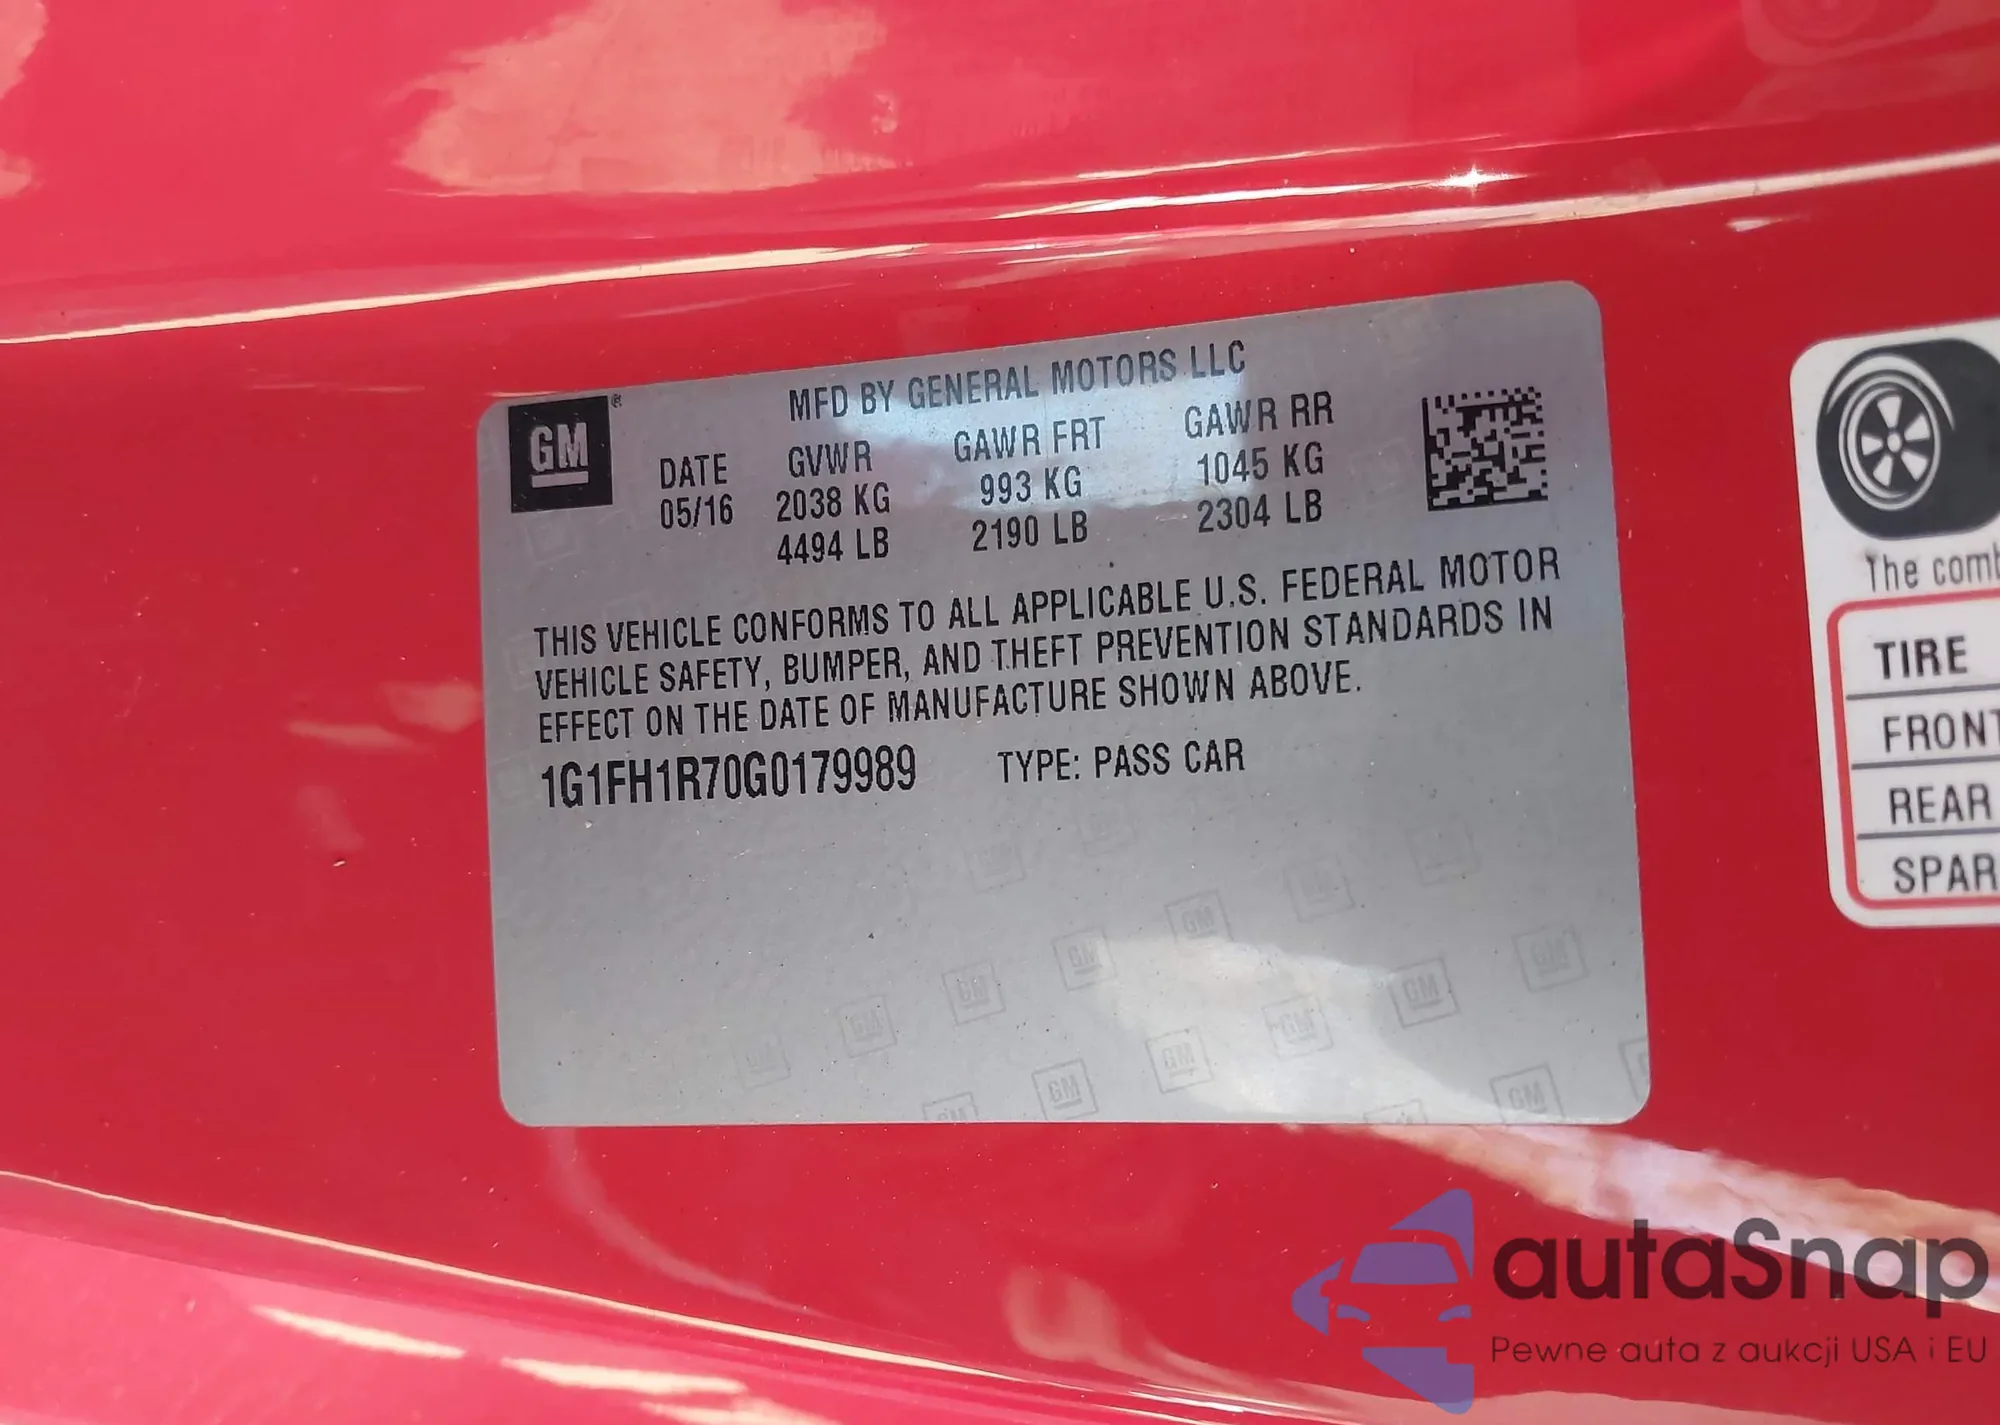 MFD BY GENERAL MOTORS LLC
GM®
DATE GVWR GAWR FRT GAWR RR
05/16 2038 KG 993 KG 1045 KG
4494 LB 2190 LB 2304 LB
THIS VEHICLE CONFORMS TO ALL APPLICABLE U.S. FEDERAL MOTOR
VEHICLE SAFETY, BUMPER, AND THEFT PREVENTION STANDARDS IN
EFFECT ON THE DATE OF MANUFACTURE SHOWN ABOVE.
1G1FH1R70G0179989 TYPE: PASS CAR
The comb
TIRE
FRONT
REAR
SPAR
autaSnap
Pewne auta z aukcji USA i EU